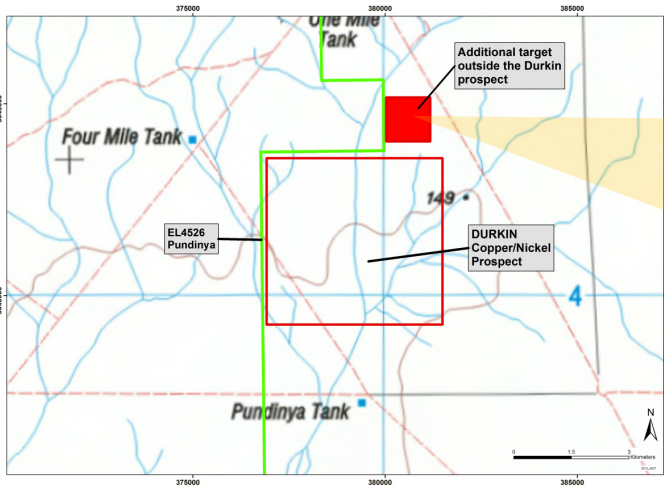 375000
380000
385000
One Mile
Tank
Additional target
outside the Durkin
prospect
Four Mile Tank
149
EL4526
Pundinya
DURKIN
Copper/Nickel
Prospect
4
Pundinya Tank
N
0 1.5 3
Kilometers
375000
380000
385000